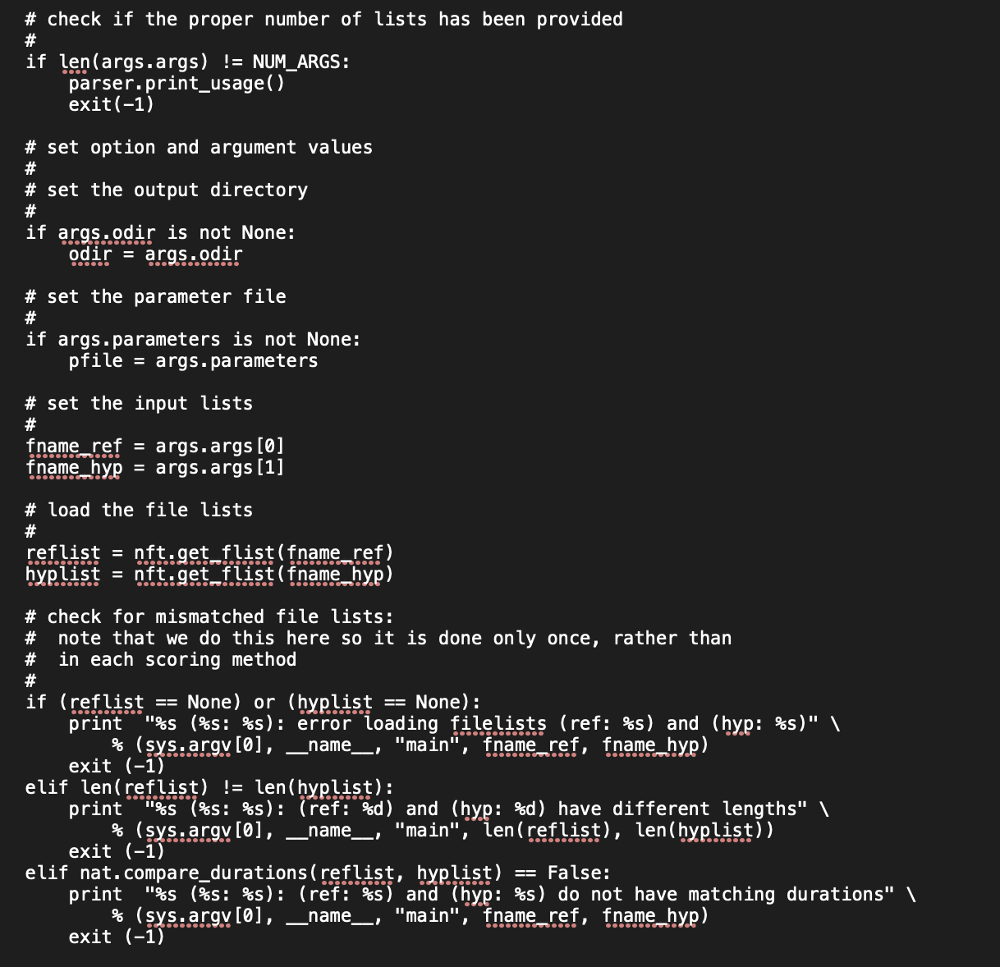 # check if the proper number of lists has been provided
#
if len(args.args) != NUM_ARGS:
    parser.print_usage()
    exit(-1)

# set option and argument values
#
# set the output directory
#
if args.odir is not None:
    odir = args.odir

# set the parameter file
#
if args.parameters is not None:
    pfile = args.parameters

# set the input lists
#
fname_ref = args.args[0]
fname_hyp = args.args[1]

# load the file lists
#
reflist = nft.get_flist(fname_ref)
hyplist = nft.get_flist(fname_hyp)

# check for mismatched file lists:
#  note that we do this here so it is done only once, rather than
#  in each scoring method
#
if (reflist == None) or (hyplist == None):
    print  "%s (%s: %s): error loading filelists (ref: %s) and (hyp: %s)" \
        % (sys.argv[0], __name__, "main", fname_ref, fname_hyp)
    exit (-1)
elif len(reflist) != len(hyplist):
    print  "%s (%s: %s): (ref: %d) and (hyp: %d) have different lengths" \
        % (sys.argv[0], __name__, "main", len(reflist), len(hyplist))
    exit (-1)
elif nat.compare_durations(reflist, hyplist) == False:
    print  "%s (%s: %s): (ref: %s) and (hyp: %s) do not have matching durations" \
        % (sys.argv[0], __name__, "main", fname_ref, fname_hyp)
    exit (-1)